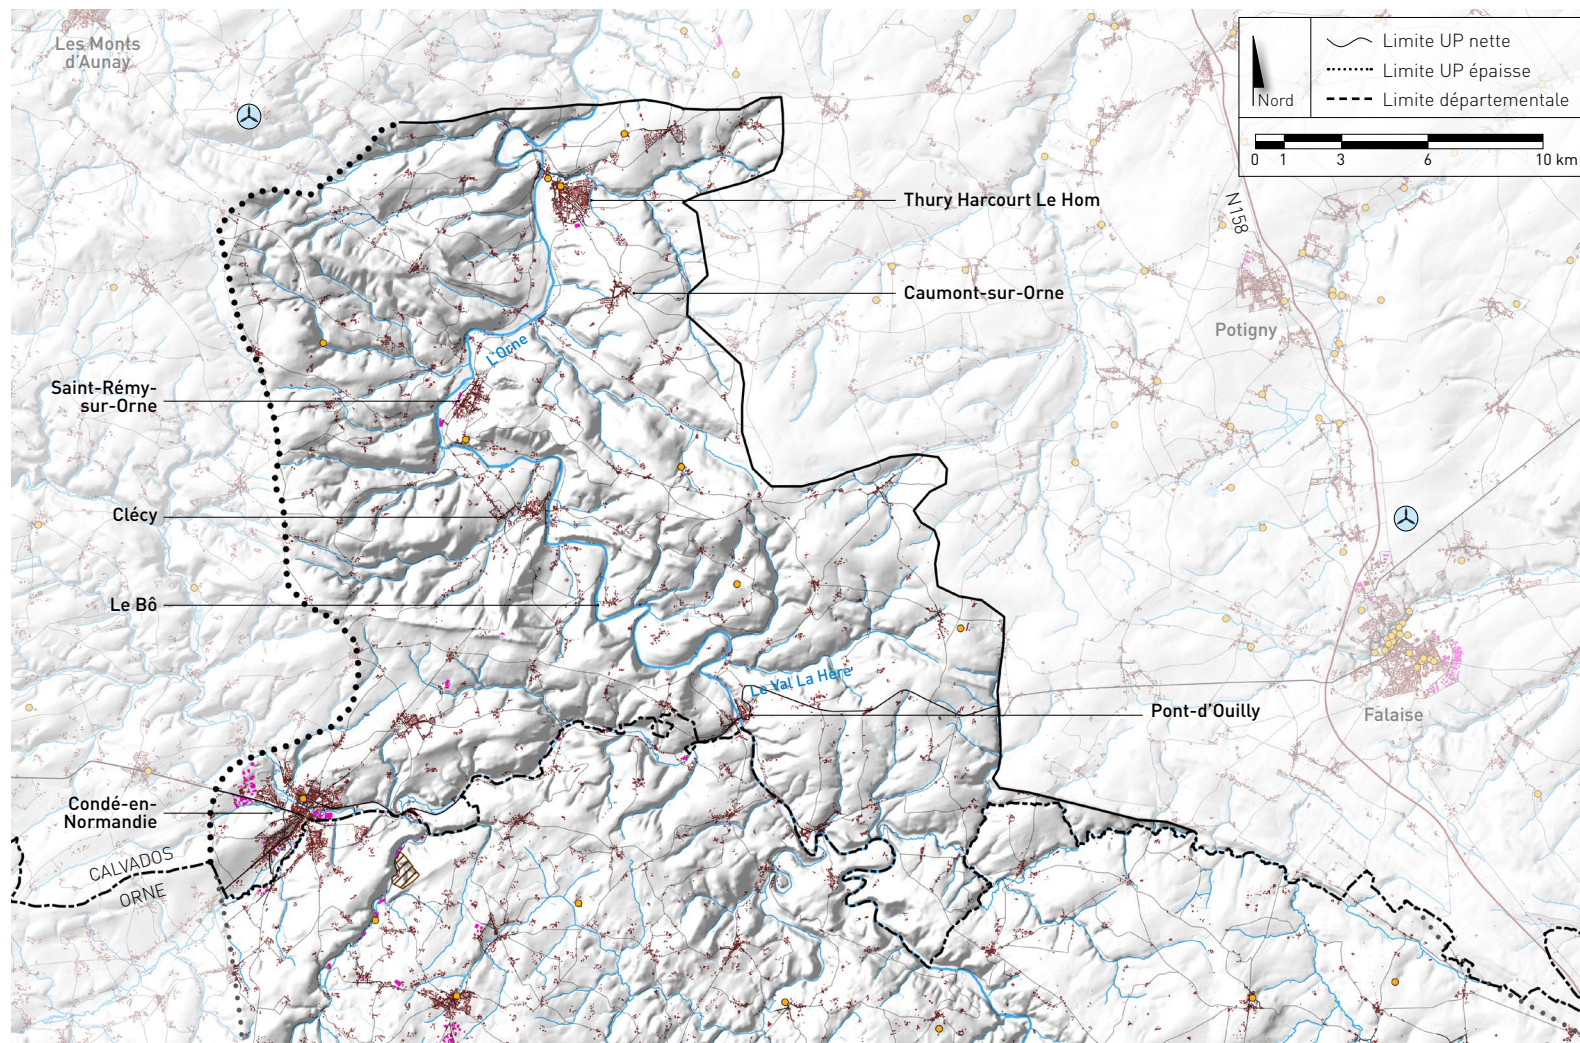 Les Monts
d'Aunay
Limite UP nette
Limite UP épaisse
Limite départementale
Nord
0 1 3 6 10 km
N158
Thury Harcourt Le Hom
Caumont-sur-Orne
Potigny
L'Orne
Saint-Rémy-
sur-Orne
Clécy
Le Bô
Le Val La Hère
Pont-d'Ouilly
Falaise
Condé-en-
Normandie
CALVADOS
ORNE